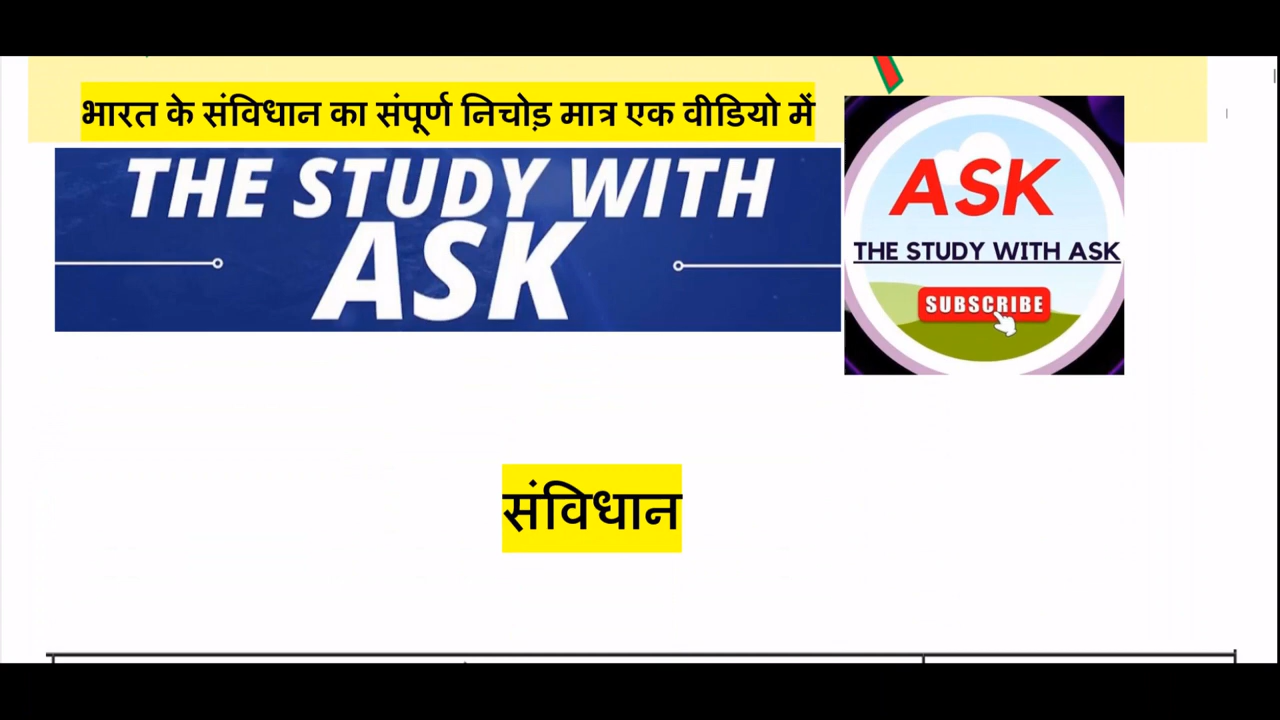 भारत के संविधान का संपूर्ण निचोड़ मात्र एक वीडियो में
THE STUDY WITH
ASK
ASK
THE STUDY WITH ASK
SUBSCRIBE
संविधान